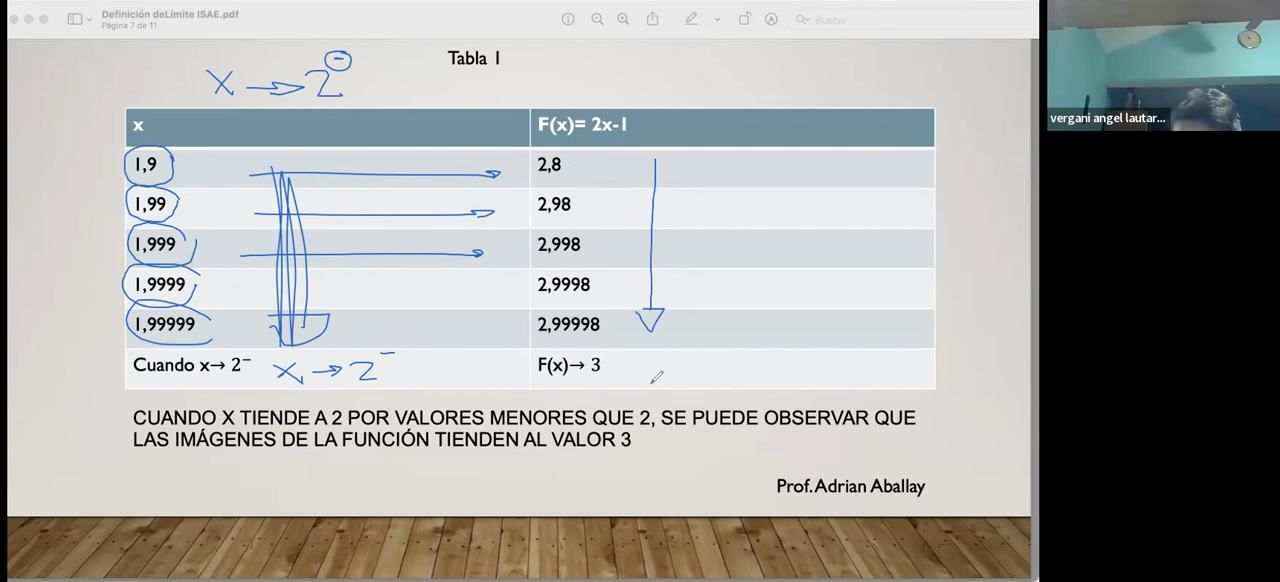 Definición deLímite ISAE.pdf
Página 7 de 11
Buscar
Tabla 1
x → 2⁻
x F(x)= 2x-1
1,9 2,8
1,99 2,98
1,999 2,998
1,9999 2,9998
1,99999 2,99998
Cuando x→ 2⁻ x → 2⁻ F(x)→ 3
CUANDO X TIENDE A 2 POR VALORES MENORES QUE 2, SE PUEDE OBSERVAR QUE
LAS IMÁGENES DE LA FUNCIÓN TIENDEN AL VALOR 3
Prof. Adrian Aballay
vergani angel lautar...